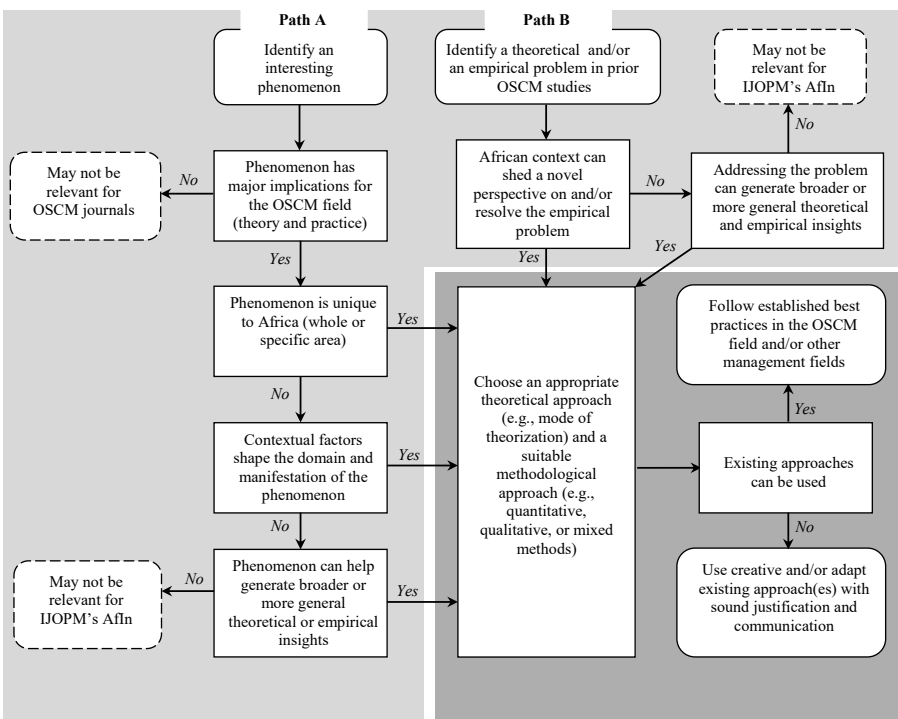 Path A
Identify an
interesting
phenomenon
Phenomenon has
major implications for
the OSCM field
(theory and practice)
No
May not be
relevant for
OSCM journals
Yes
Phenomenon is unique
to Africa (whole or
specific area)
Yes
No
Contextual factors
shape the domain and
manifestation of the
phenomenon
Yes
No
Phenomenon can help
generate broader or
more general
theoretical or empirical
insights
No
May not be
relevant for
IJOPM's AfIn
Yes
Path B
Identify a theoretical and/or
an empirical problem in prior
OSCM studies
African context can
shed a novel
perspective on and/or
resolve the empirical
problem
No
Addressing the problem
can generate broader or
more general theoretical
and empirical insights
No
May not be
relevant for
IJOPM's AfIn
Yes
Yes
Choose an appropriate
theoretical approach
(e.g., mode of
theorization) and a
suitable
methodological
approach (e.g.,
quantitative,
qualitative, or mixed
methods)
Existing approaches
can be used
Yes
Follow established best
practices in the OSCM
field and/or other
management fields
No
Use creative and/or adapt
existing approach(es) with
sound justification and
communication